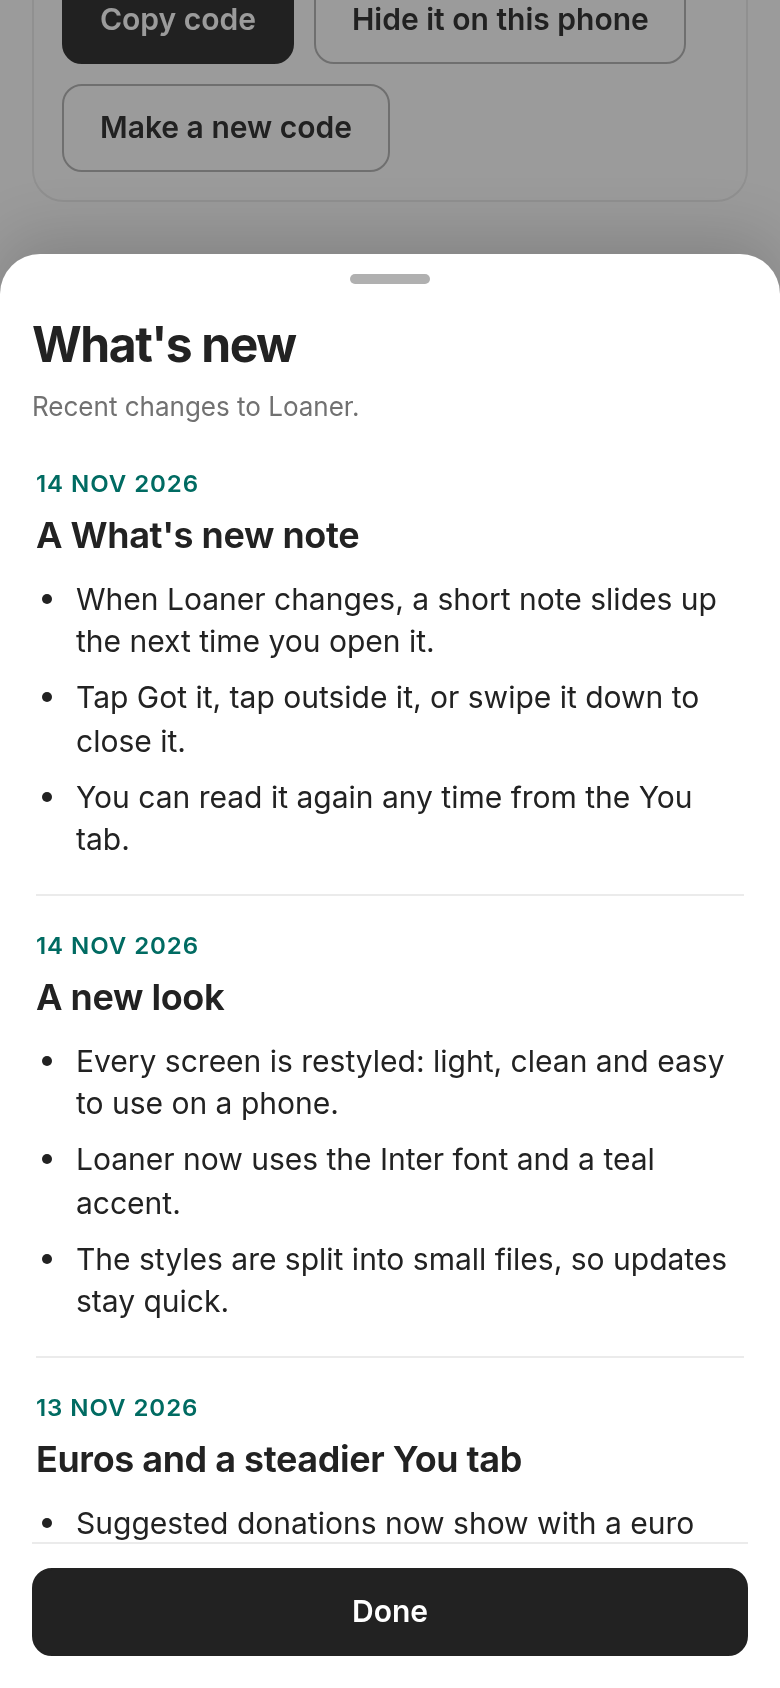 Copy code
Hide it on this phone
Make a new code
What's new
Recent changes to Loaner.
14 NOV 2026
A What's new note
• When Loaner changes, a short note slides up
the next time you open it.
• Tap Got it, tap outside it, or swipe it down to
close it.
• You can read it again any time from the You
tab.
14 NOV 2026
A new look
• Every screen is restyled: light, clean and easy
to use on a phone.
• Loaner now uses the Inter font and a teal
accent.
• The styles are split into small files, so updates
stay quick.
13 NOV 2026
Euros and a steadier You tab
• Suggested donations now show with a euro
Done